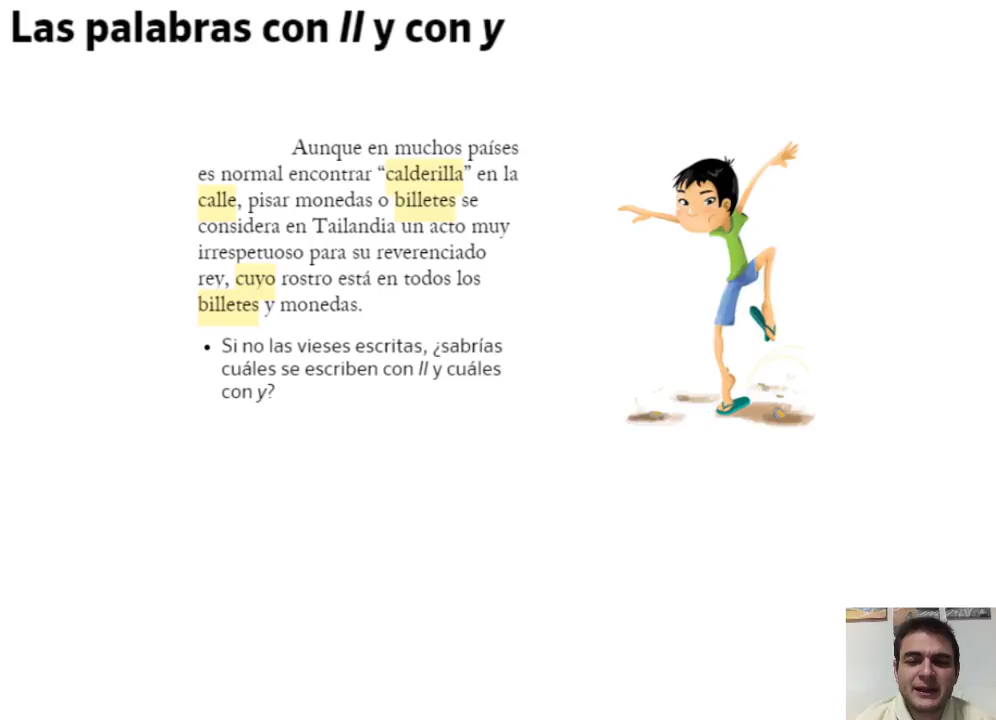 Las palabras con ll y con y
Aunque en muchos países
es normal encontrar “calderilla” en la
calle, pisar monedas o billetes se
considera en Tailandia un acto muy
irrespetuoso para su reverenciado
rey, cuyo rostro está en todos los
billetes y monedas.
• Si no las vieses escritas, ¿sabrías
cuáles se escriben con ll y cuáles
con y?